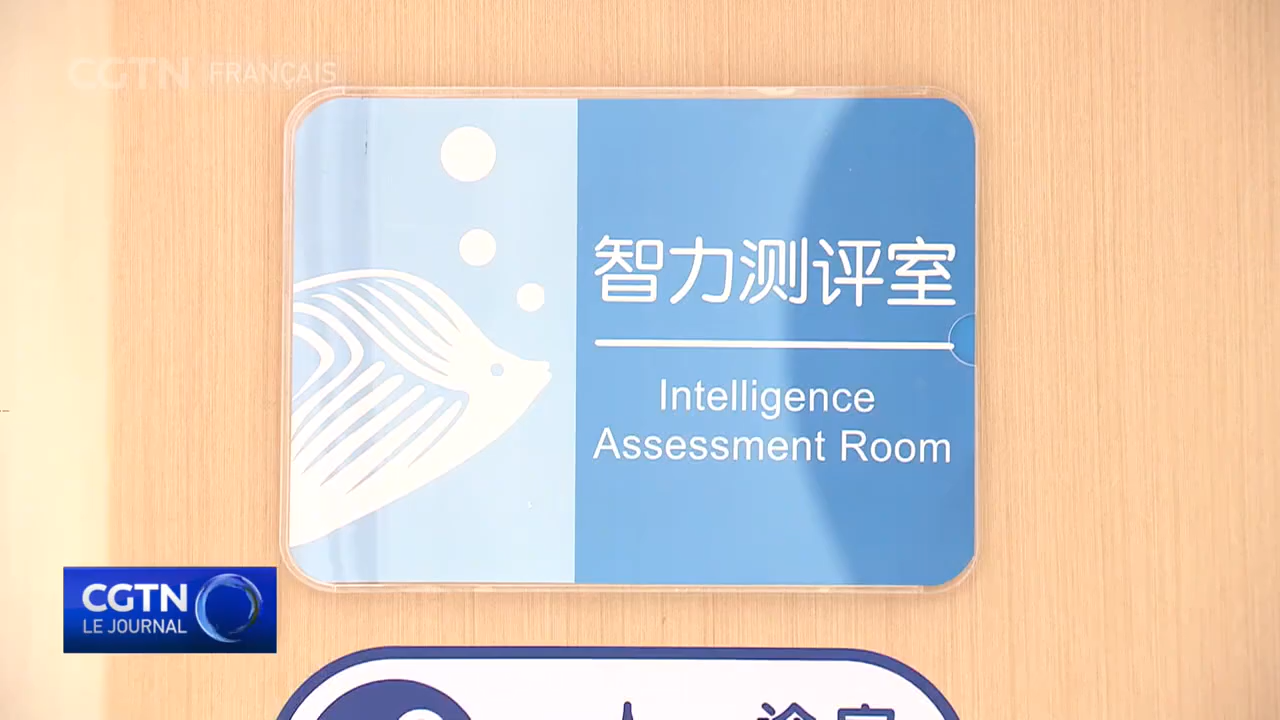 CGTN FRANÇAIS
智力测评室
Intelligence
Assessment Room
CGTN
LE JOURNAL